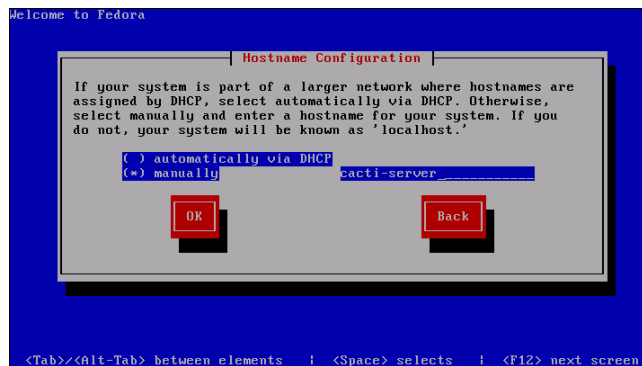 Welcome to Fedora
Hostname Configuration
If your system is part of a larger network where hostnames are
assigned by DHCP, select automatically via DHCP. Otherwise,
select manually and enter a hostname for your system. If you
do not, your system will be known as 'localhost.'
( ) automatically via DHCP
(*) manually cacti-server____________
OK Back
<Tab>/<Alt-Tab> between elements | <Space> selects | <F12> next screen